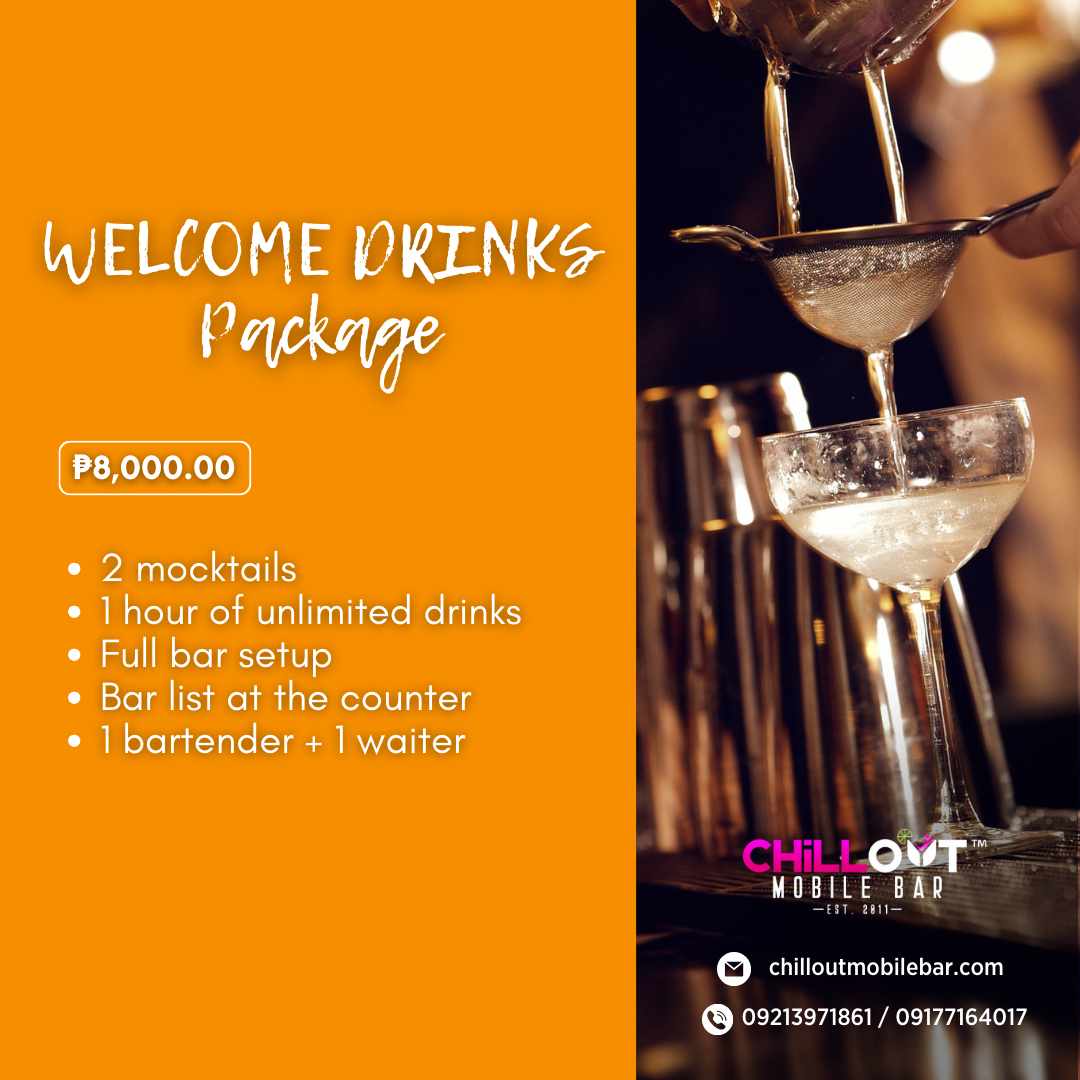 WELCOME DRINKS
Package
₱8,000.00
• 2 mocktails
• 1 hour of unlimited drinks
• Full bar setup
• Bar list at the counter
• 1 bartender + 1 waiter
CHiLLOUT™
MOBILE BAR
—EST. 2011—
chilloutmobilebar.com
09213971861 / 09177164017